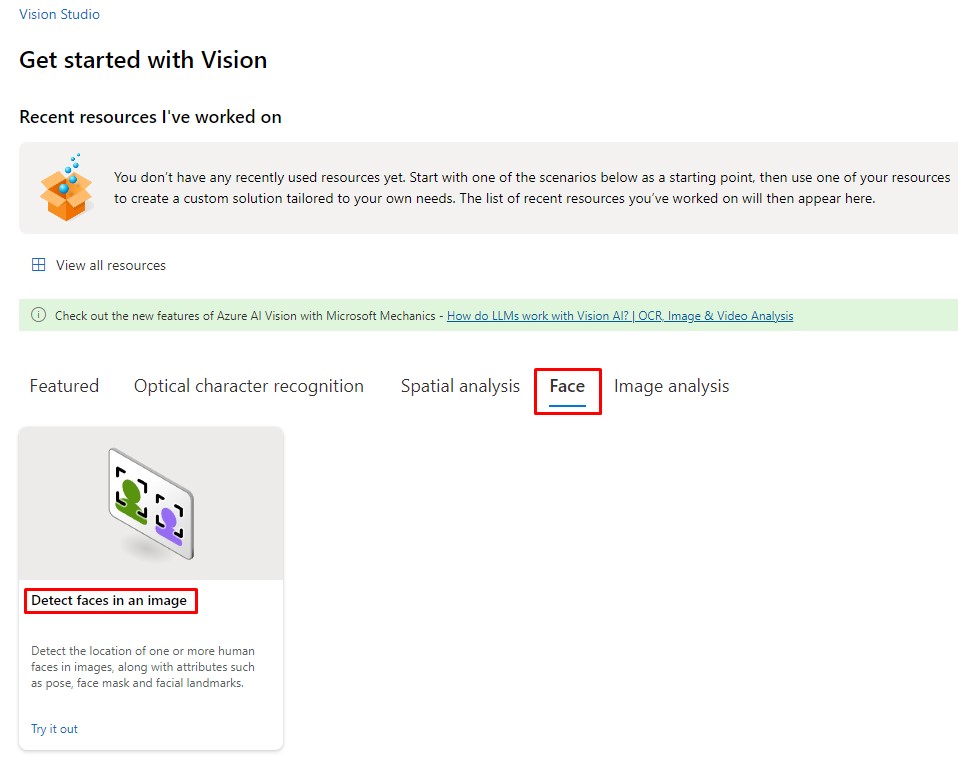 Vision Studio
Get started with Vision
Recent resources I've worked on
You don't have any recently used resources yet. Start with one of the scenarios below as a starting point, then use one of your resources
to create a custom solution tailored to your own needs. The list of recent resources you've worked on will then appear here.
View all resources
Check out the new features of Azure AI Vision with Microsoft Mechanics - How do LLMs work with Vision AI? | OCR, Image & Video Analysis
Featured Optical character recognition Spatial analysis Face Image analysis
Detect faces in an image
Detect the location of one or more human
faces in images, along with attributes such
as pose, face mask and facial landmarks.
Try it out